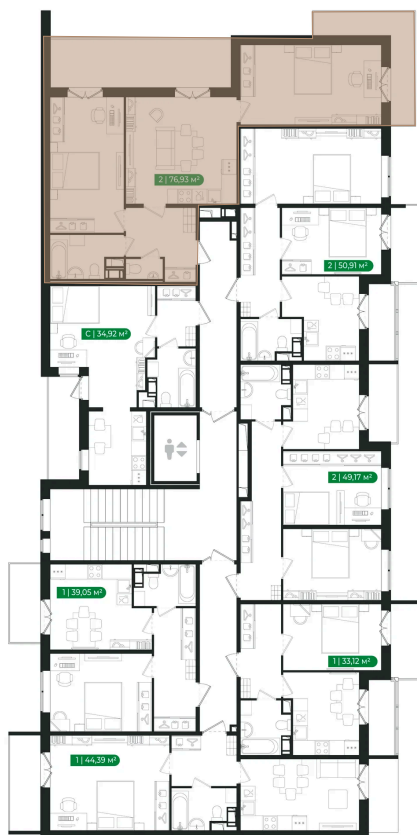 2 | 76,93 м²
2 | 50,91 м²
С | 34,92 м²
2 | 49,17 м²
1 | 39,05 м²
1 | 33,12 м²
1 | 44,39 м²